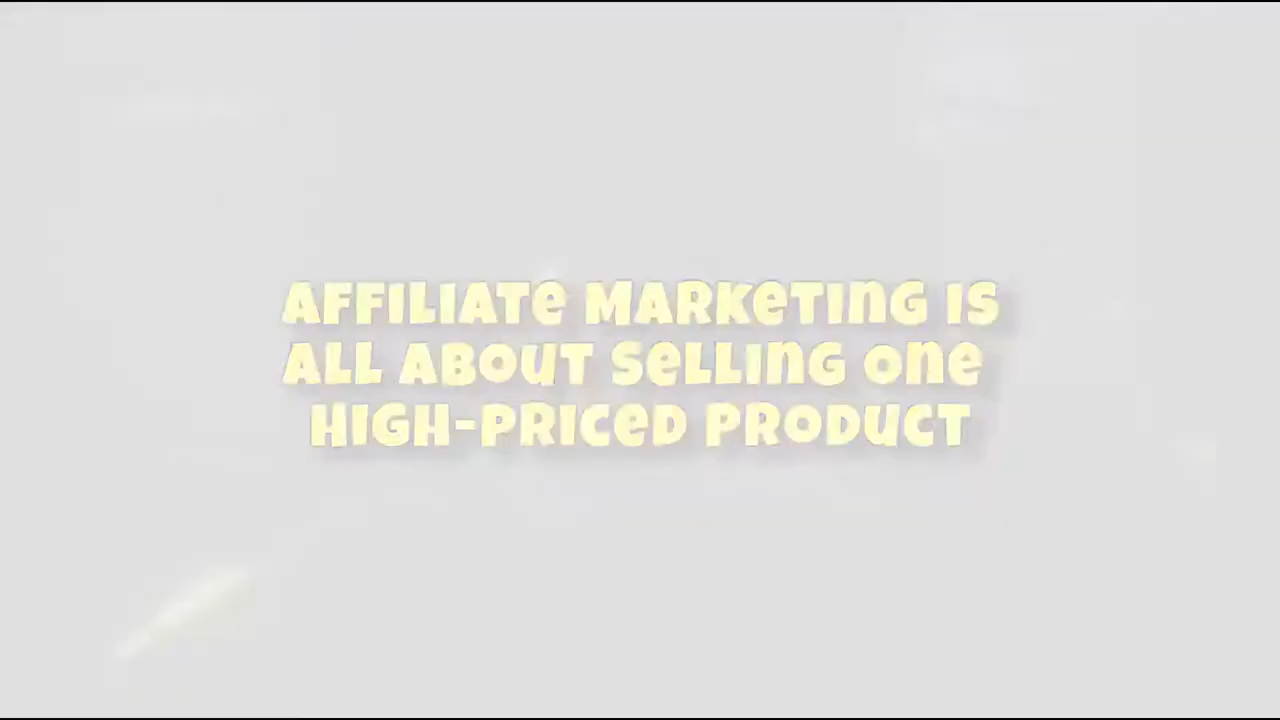 AFFILIATE MARKETING IS
ALL ABOUT SELLING ONE
HIGH-PRICED PRODUCT